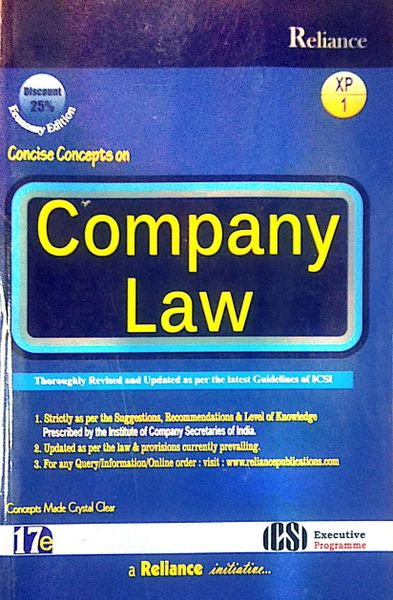 Reliance
Discount
25%
Economy Edition
XP
1
Concise Concepts on
Company
Law
Thoroughly Revised and Updated as per the latest Guidelines of ICSI
1. Strictly as per the Suggestions, Recommendations & Level of Knowledge
Prescribed by the Institute of Company Secretaries of India.
2. Updated as per the law & provisions currently prevailing.
3. For any Query/Information/Online order : visit : www.reliancepublications.com
Concepts Made Crystal Clear
17e
ICSI Executive
Programme
a Reliance initiative...